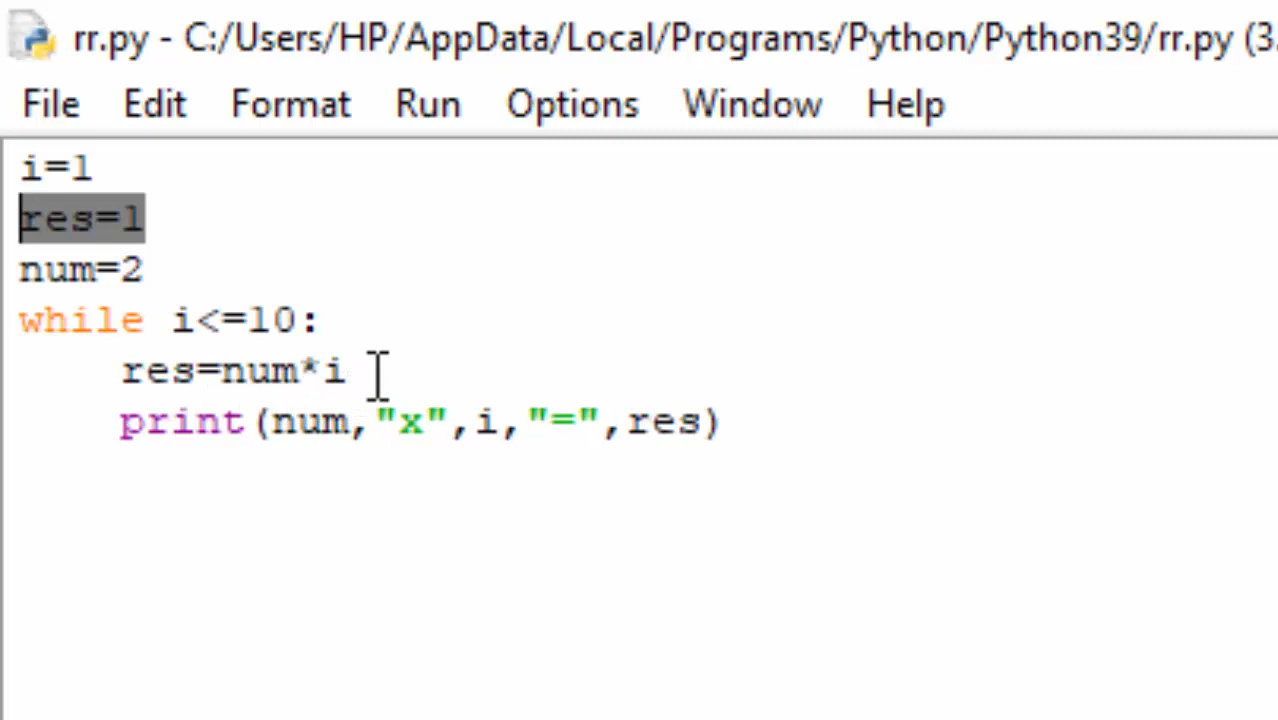 rr.py - C:/Users/HP/AppData/Local/Programs/Python/Python39/rr.py (3.
File Edit Format Run Options Window Help
i=1
res=1
num=2
while i<=10:
res=num*i
print(num,"x",i,"=",res)